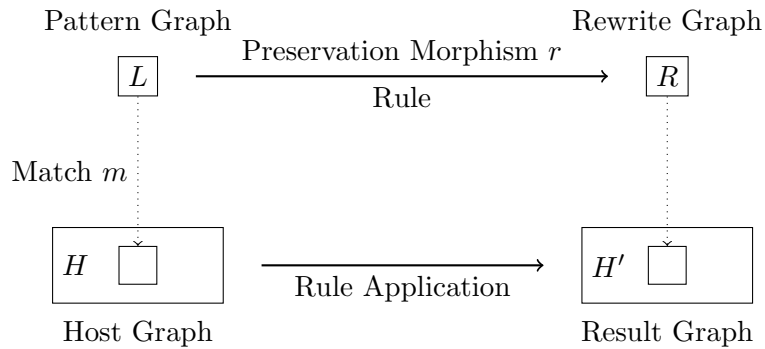 Pattern Graph
Rewrite Graph
Preservation Morphism r
L
R
Rule
Match m
H
H′
Rule Application
Host Graph
Result Graph